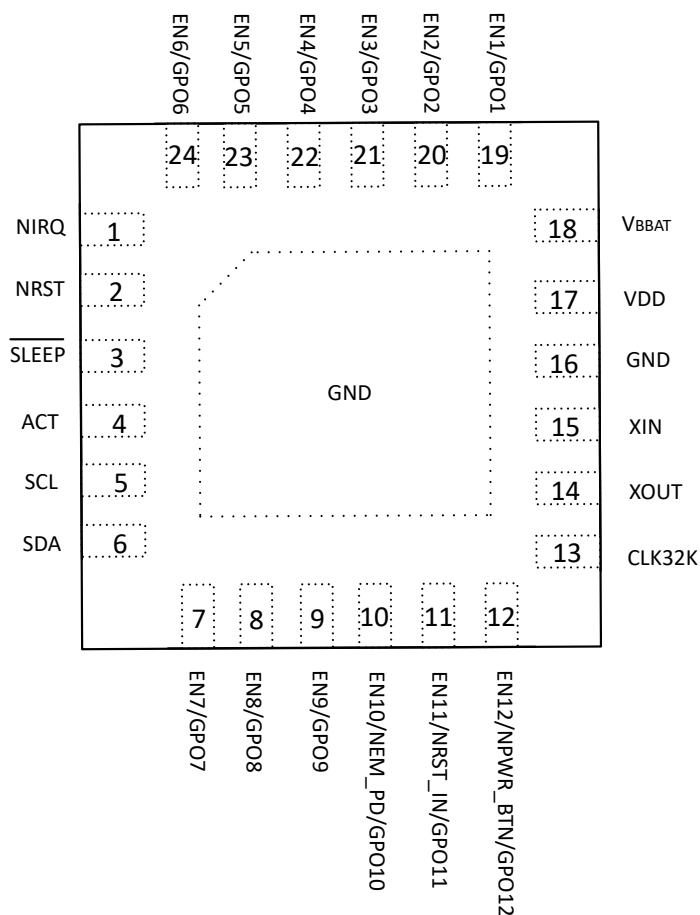 EN6/GPO6
EN5/GPO5
EN4/GPO4
EN3/GPO3
EN2/GPO2
EN1/GPO1
24
23
22
21
20
19
NIRQ
1
18
VBBAT
NRST
2
17
VDD
SLEEP
3
16
GND
GND
ACT
4
15
XIN
SCL
5
14
XOUT
SDA
6
13
CLK32K
7
8
9
10
11
12
EN7/GPO7
EN8/GPO8
EN9/GPO9
EN10/NEM_PD/GPO10
EN11/NRST_IN/GPO11
EN12/NPWR_BTN/GPO12